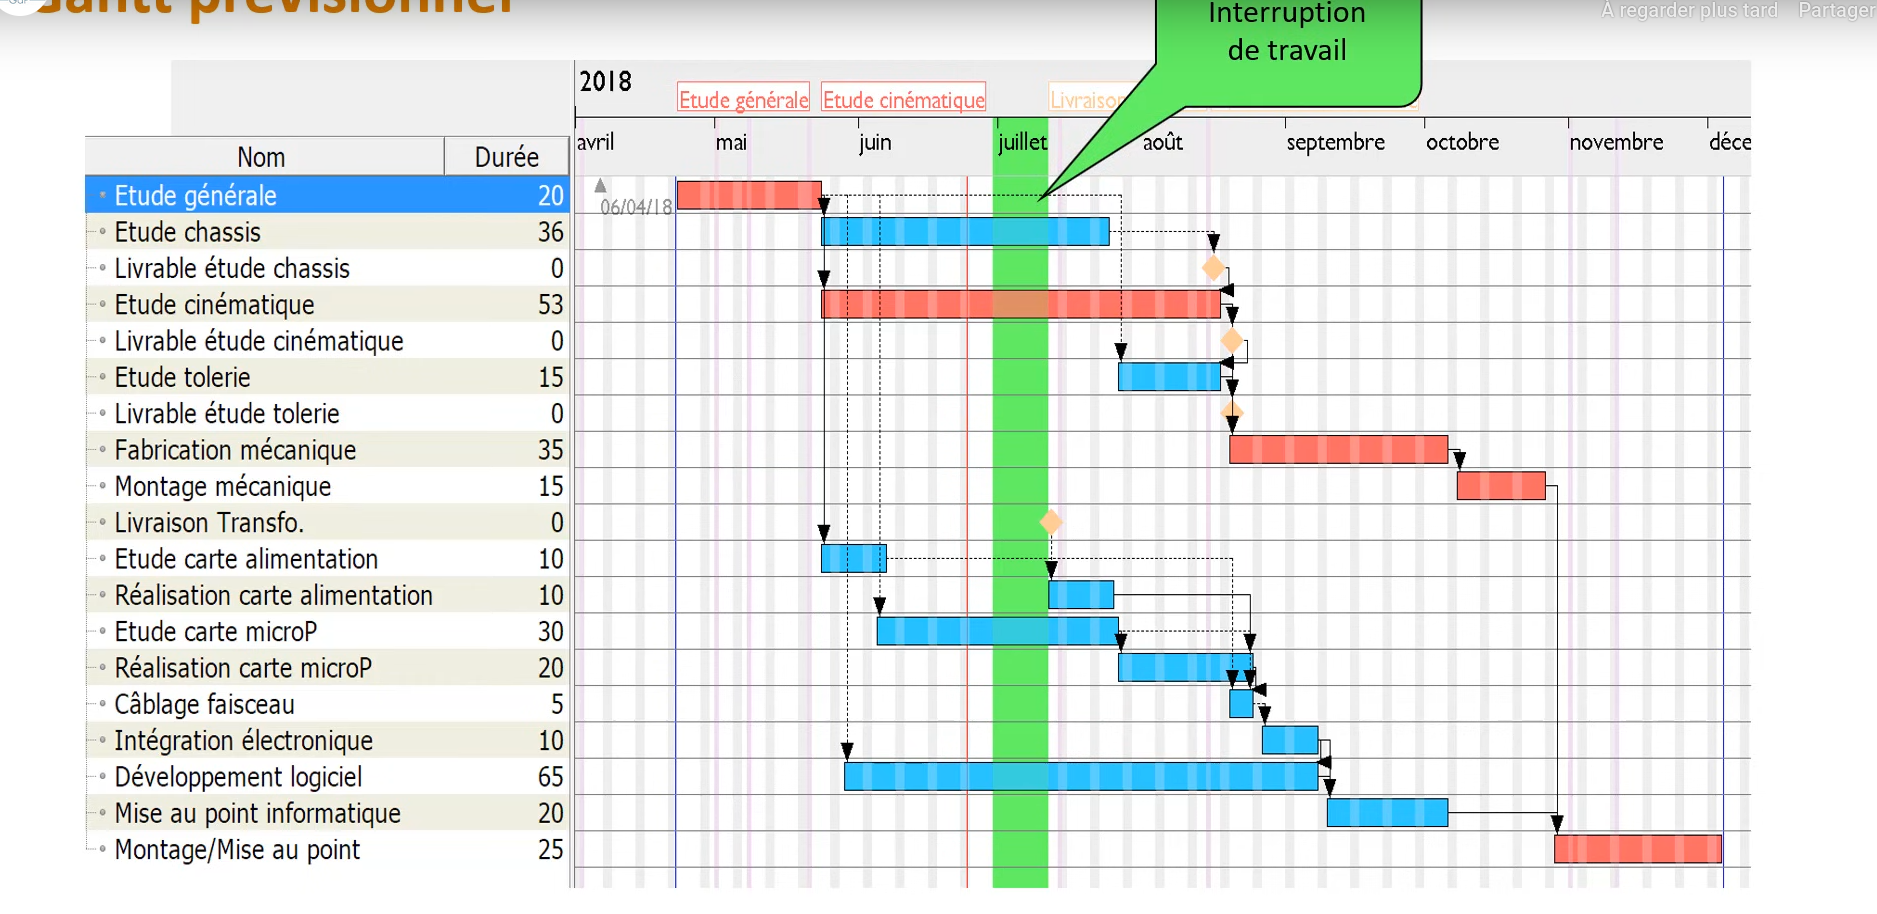 Gantt prévisionnel
À regarder plus tard Partager
Interruption
de travail
2018
Etude générale Etude cinématique Livraison
avril mai juin juillet août septembre octobre novembre déce
Nom Durée
06/04/18
Etude générale 20
Etude chassis 36
Livrable étude chassis 0
Etude cinématique 53
Livrable étude cinématique 0
Etude tolerie 15
Livrable étude tolerie 0
Fabrication mécanique 35
Montage mécanique 15
Livraison Transfo. 0
Etude carte alimentation 10
Réalisation carte alimentation 10
Etude carte microP 30
Réalisation carte microP 20
Câblage faisceau 5
Intégration électronique 10
Développement logiciel 65
Mise au point informatique 20
Montage/Mise au point 25